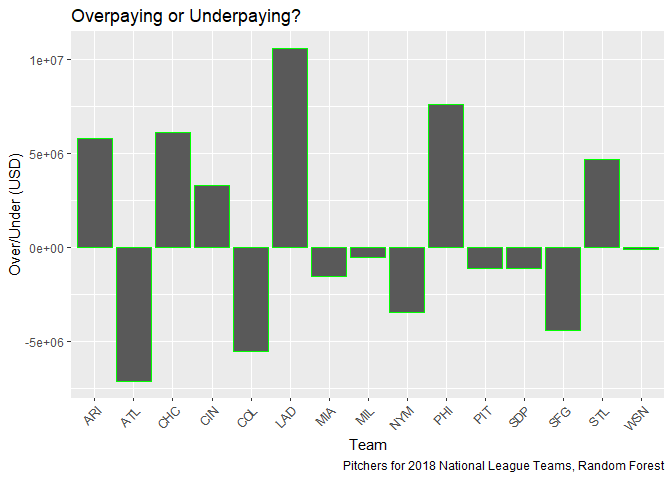 Overpaying or Underpaying?
Over/Under (USD)
1e+07
5e+06
0e+00
-5e+06
ARI
ATL
CHC
CIN
COL
LAD
MIA
MIL
NYM
PHI
PIT
SDP
SFG
STL
WSN
Team
Pitchers for 2018 National League Teams, Random Forest